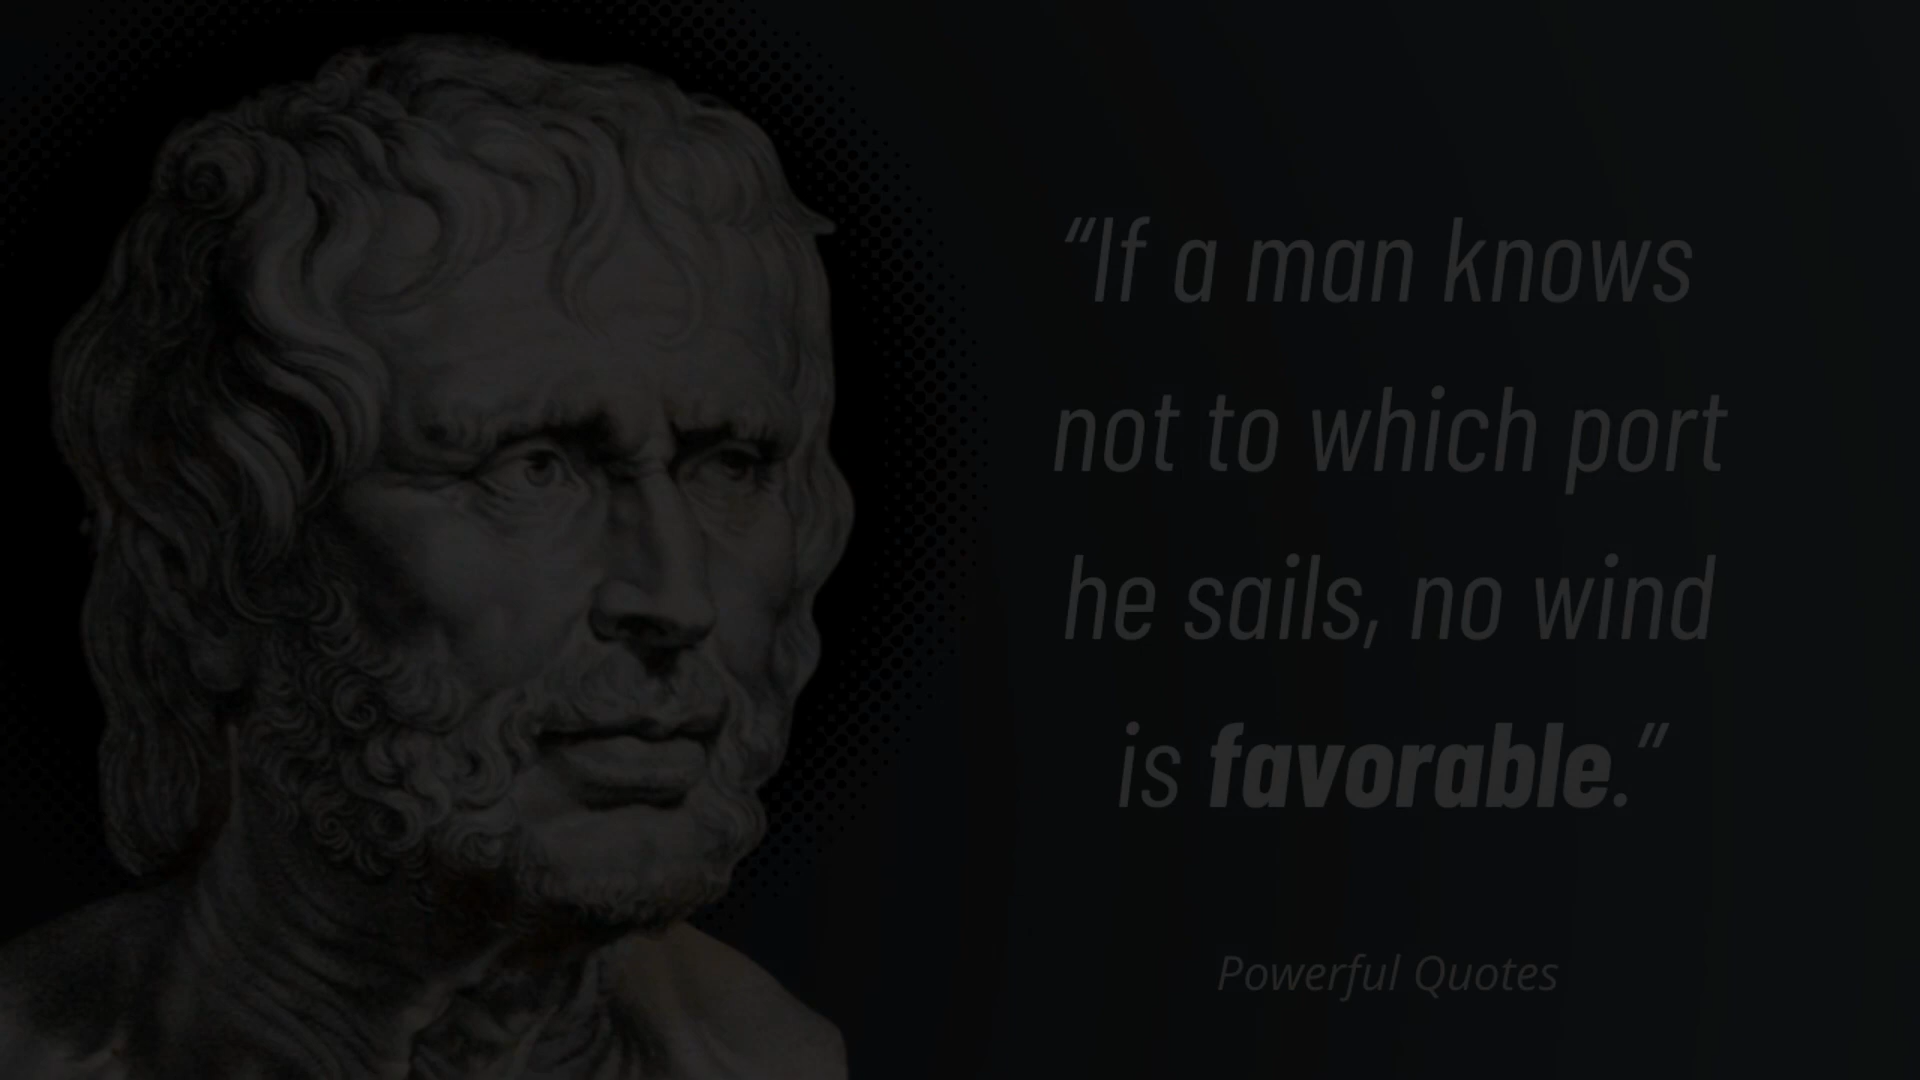 “If a man knows
not to which port
he sails, no wind
is favorable.”
Powerful Quotes